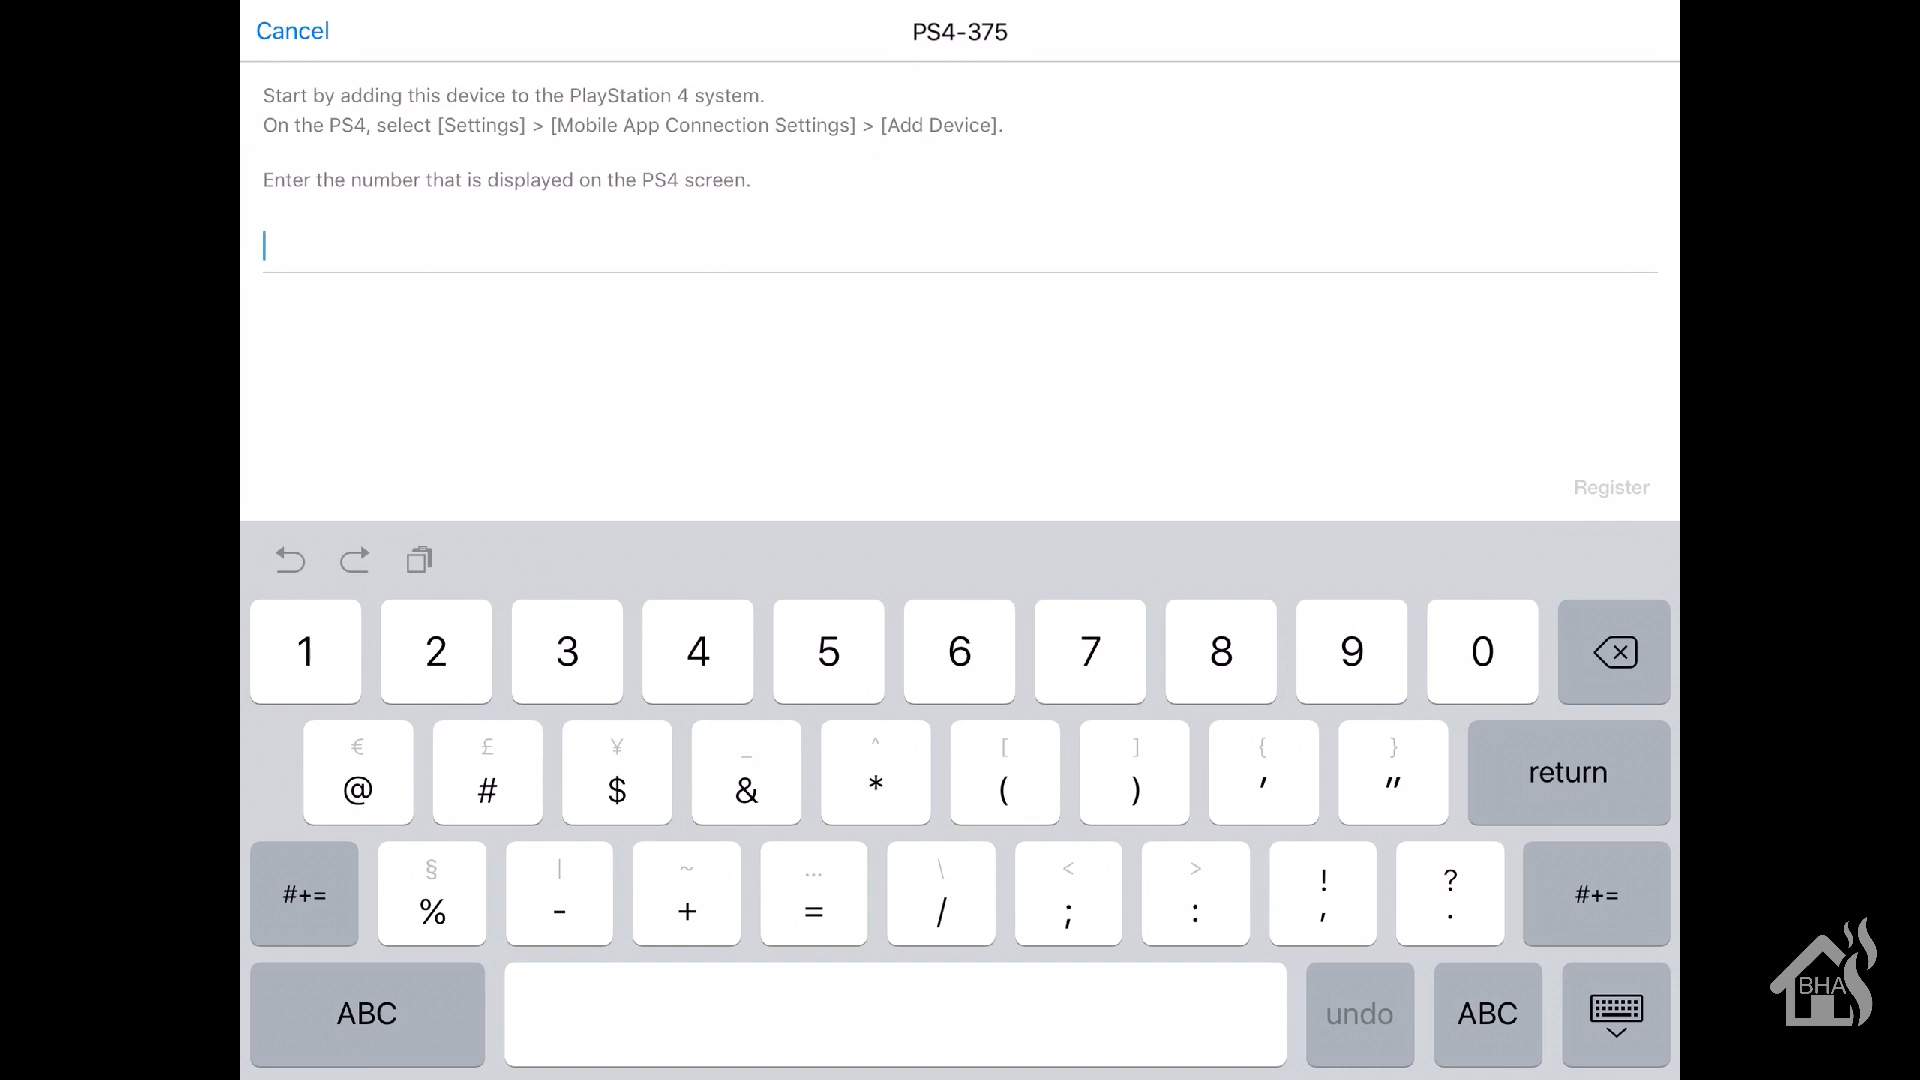 Cancel PS4-375
Start by adding this device to the PlayStation 4 system.
On the PS4, select [Settings] > [Mobile App Connection Settings] > [Add Device].
Enter the number that is displayed on the PS4 screen.
Register
1 2 3 4 5 6 7 8 9 0
€ £ ¥ _ ^ [ ] { }
@ # $ & * ( ) ' " return
§ | ~ … \ < > ! ?
#+= % - + = / ; : , . #+=
ABC undo ABC
BHA